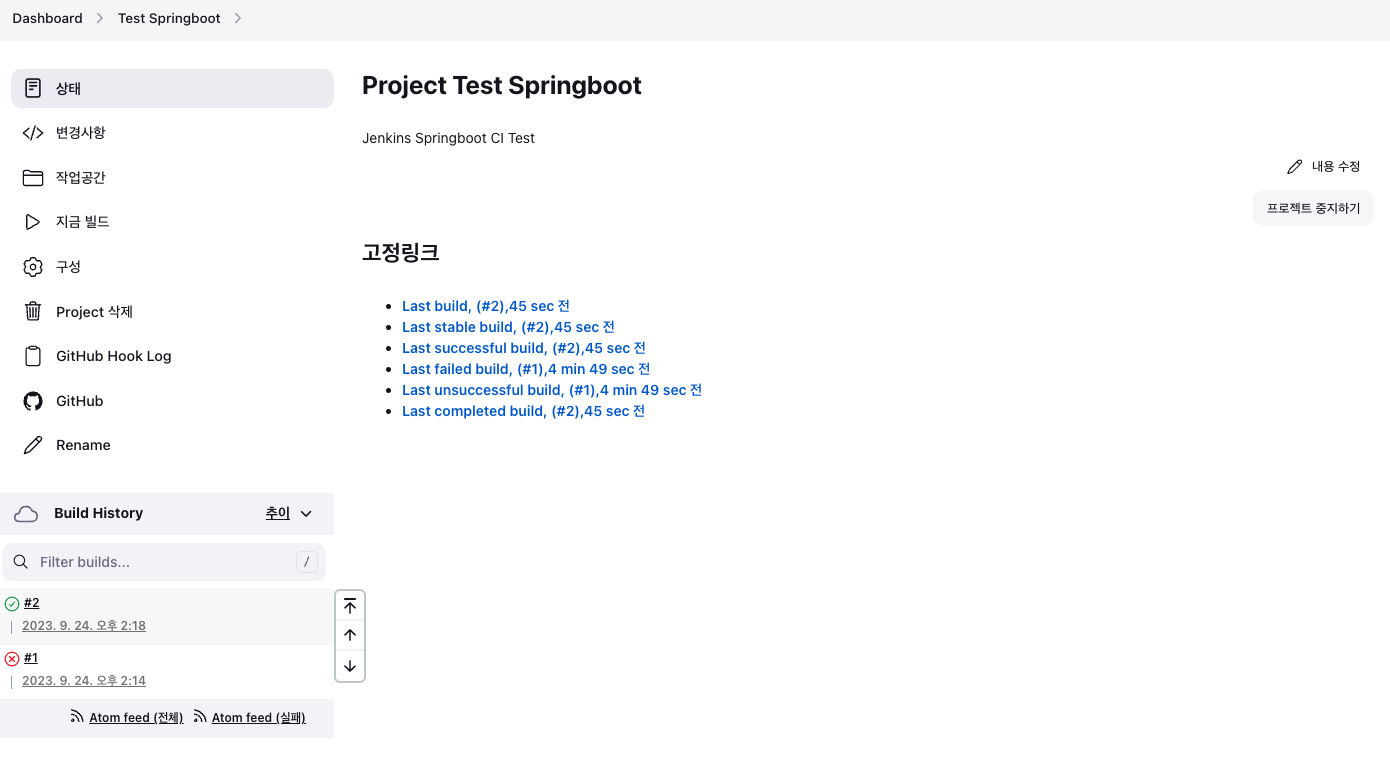 Dashboard
Test Springboot
상태
변경사항
작업공간
지금 빌드
구성
Project 삭제
GitHub Hook Log
GitHub
Rename
Build History
추이
Filter builds...
/
#2
2023. 9. 24. 오후 2:18
#1
2023. 9. 24. 오후 2:14
Atom feed (전체)
Atom feed (실패)
Project Test Springboot
Jenkins Springboot CI Test
내용 수정
프로젝트 중지하기
고정링크
Last build, (#2),45 sec 전
Last stable build, (#2),45 sec 전
Last successful build, (#2),45 sec 전
Last failed build, (#1),4 min 49 sec 전
Last unsuccessful build, (#1),4 min 49 sec 전
Last completed build, (#2),45 sec 전